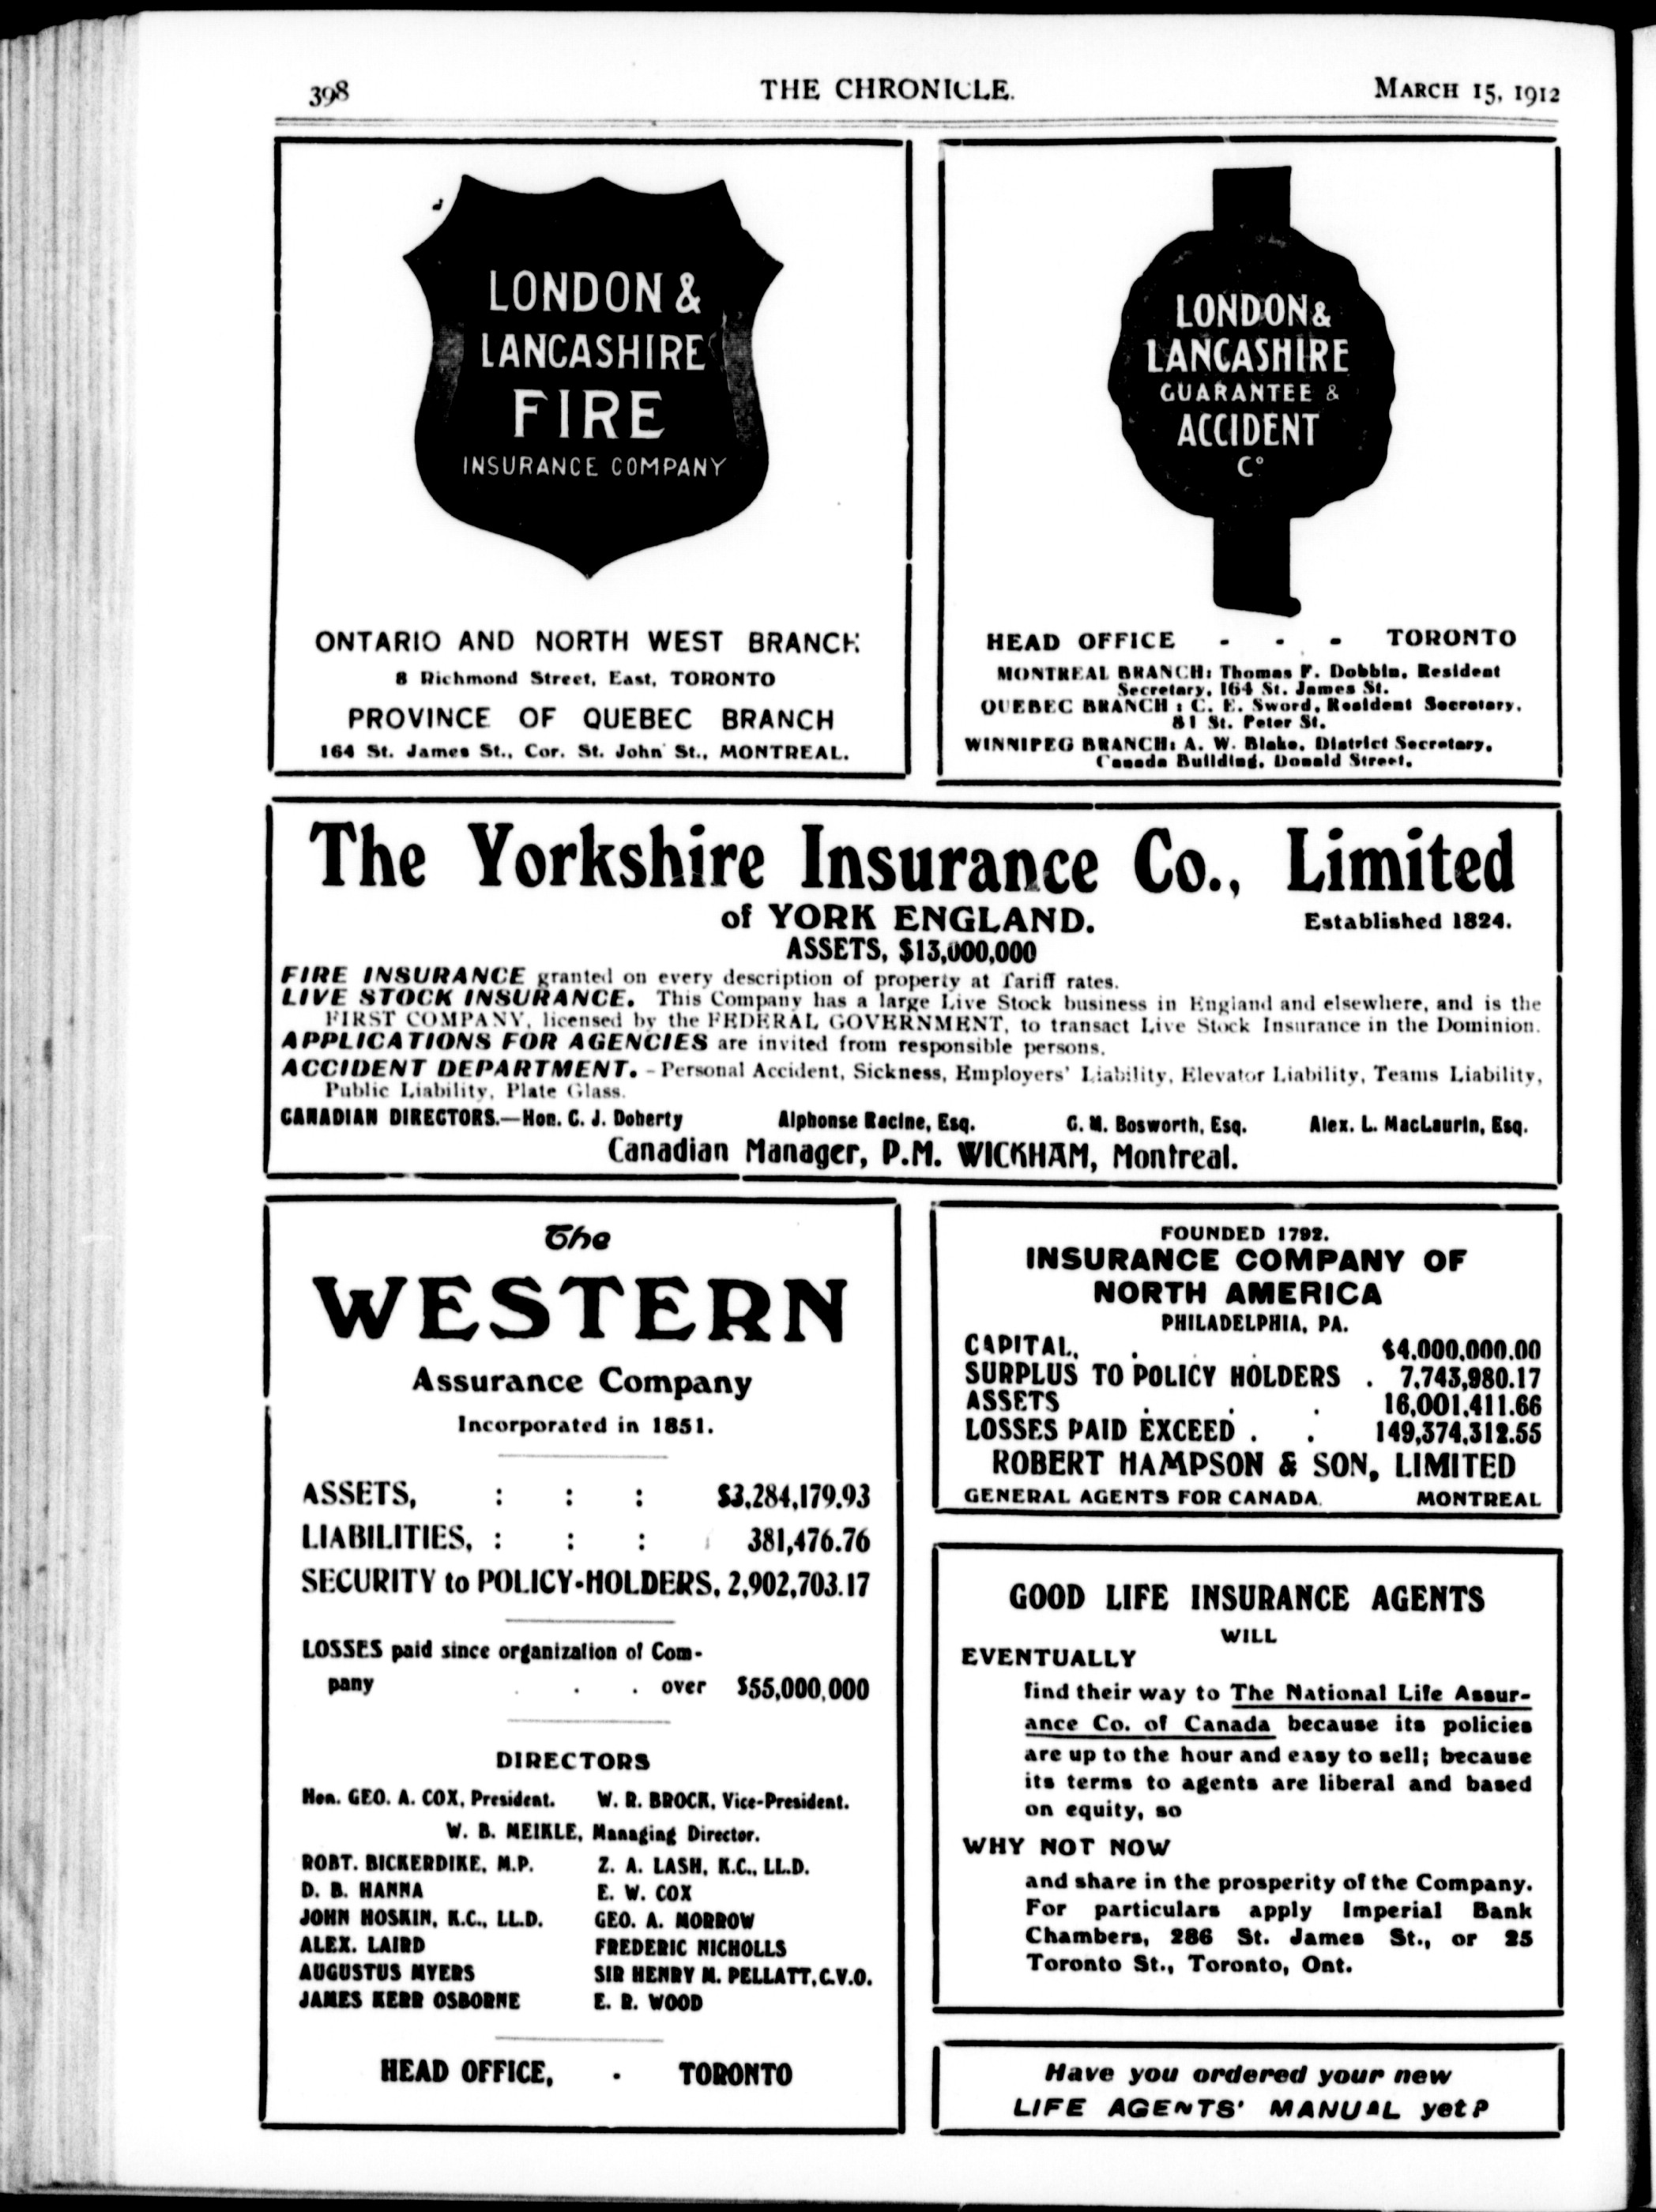 398
THE CHRONICLE.
MARCH 15, 1912
LONDON &
LANCASHIRE
FIRE
INSURANCE COMPANY
ONTARIO AND NORTH WEST BRANCH
8 Richmond Street, East, TORONTO
PROVINCE OF QUEBEC BRANCH
164 St. James St., Cor. St. John St., MONTREAL.
LONDON &
LANCASHIRE
GUARANTEE &
ACCIDENT
Co
HEAD OFFICE - - - TORONTO
MONTREAL BRANCH: Thomas F. Dobbin, Resident
Secretary, 164 St. James St.
QUEBEC BRANCH : C. E. Sword, Resident Secretary,
81 St. Peter St.
WINNIPEG BRANCH: A. W. Blake, District Secretary,
Canada Building, Donald Street.
The Yorkshire Insurance Co., Limited
of YORK ENGLAND.
Established 1824.
ASSETS, $13,000,000
FIRE INSURANCE granted on every description of property at Tariff rates.
LIVE STOCK INSURANCE. This Company has a large Live Stock business in England and elsewhere, and is the
FIRST COMPANY, licensed by the FEDERAL GOVERNMENT, to transact Live Stock Insurance in the Dominion.
APPLICATIONS FOR AGENCIES are invited from responsible persons.
ACCIDENT DEPARTMENT. - Personal Accident, Sickness, Employers' Liability, Elevator Liability, Teams Liability,
Public Liability, Plate Glass.
CANADIAN DIRECTORS.—Hon. C. J. Doherty Alphonse Racine, Esq. G. M. Bosworth, Esq. Alex. L. MacLaurin, Esq.
Canadian Manager, P.M. WICKHAM, Montreal.
The
WESTERN
Assurance Company
Incorporated in 1851.
ASSETS, : : : $3,284,179.93
LIABILITIES, : : : 381,476.76
SECURITY to POLICY-HOLDERS, 2,902,703.17
LOSSES paid since organization of Com-
pany . . . over $55,000,000
DIRECTORS
Hon. GEO. A. COX, President. W. R. BROCK, Vice-President.
W. B. MEIKLE, Managing Director.
ROBT. BICKERDIKE, M.P. Z. A. LASH, K.C., LL.D.
D. B. HANNA E. W. COX
JOHN HOSKIN, K.C., LL.D. GEO. A. MORROW
ALEX. LAIRD FREDERIC NICHOLLS
AUGUSTUS MYERS SIR HENRY M. PELLATT, C.V.O.
JAMES KERR OSBORNE E. R. WOOD
HEAD OFFICE, - TORONTO
FOUNDED 1792.
INSURANCE COMPANY OF
NORTH AMERICA
PHILADELPHIA, PA.
CAPITAL, . . . $4,000,000.00
SURPLUS TO POLICY HOLDERS . 7,743,980.17
ASSETS . . . 16,001,411.66
LOSSES PAID EXCEED . . 149,374,312.55
ROBERT HAMPSON & SON, LIMITED
GENERAL AGENTS FOR CANADA. MONTREAL
GOOD LIFE INSURANCE AGENTS
WILL
EVENTUALLY
find their way to The National Life Assur-
ance Co. of Canada because its policies
are up to the hour and easy to sell; because
its terms to agents are liberal and based
on equity, so
WHY NOT NOW
and share in the prosperity of the Company.
For particulars apply Imperial Bank
Chambers, 286 St. James St., or 25
Toronto St., Toronto, Ont.
Have you ordered your new
LIFE AGENTS' MANUAL yet?